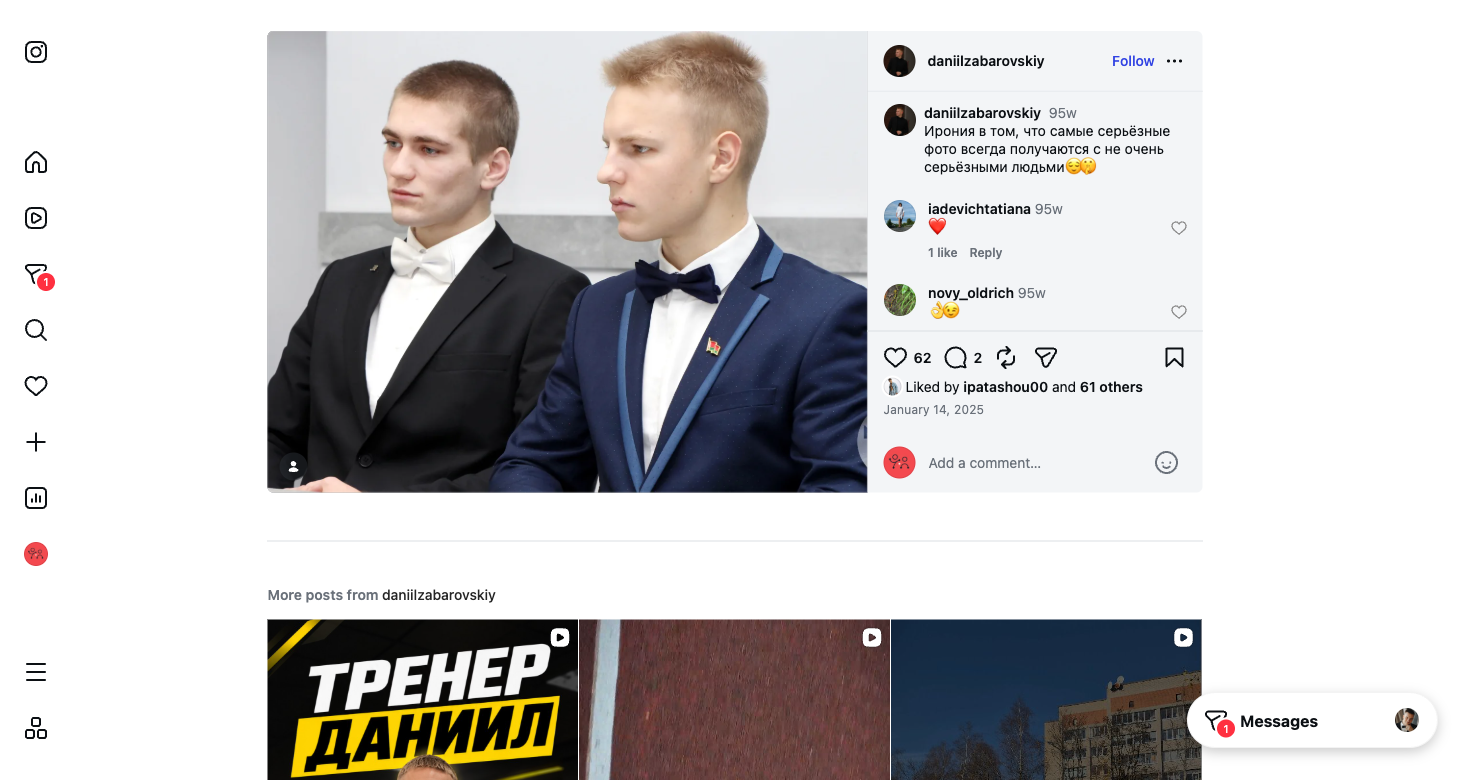 1
daniilzabarovskiy
Follow
daniilzabarovskiy 95w
Ирония в том, что самые серьёзные
фото всегда получаются с не очень
серьёзными людьми😌🤫
iadevichtatiana 95w
❤️
1 like Reply
novy_oldrich 95w
👌😉
62 2
Liked by ipatashou00 and 61 others
January 14, 2025
Add a comment...
More posts from daniilzabarovskiy
ТРЕНЕР
ДАНИИЛ
1 Messages